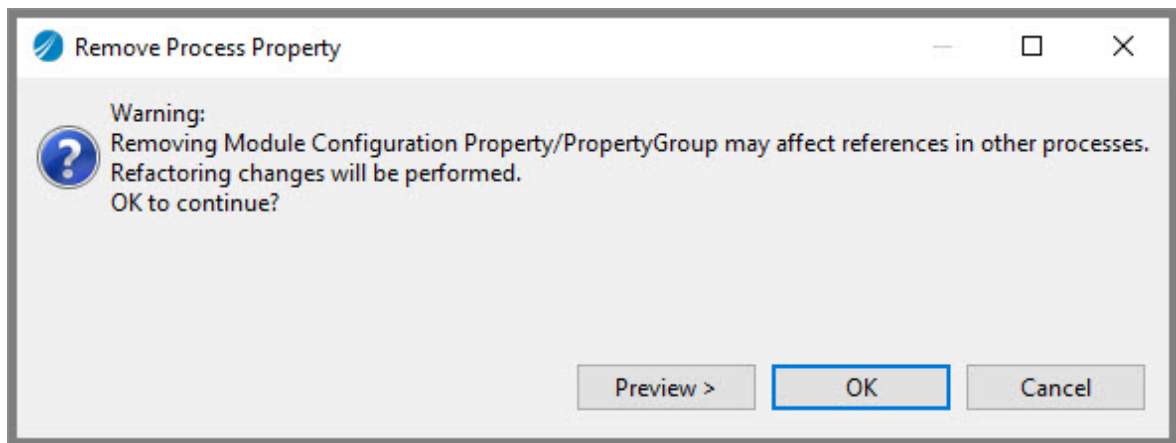 Remove Process Property
Warning:
Removing Module Configuration Property/PropertyGroup may affect references in other processes.
Refactoring changes will be performed.
OK to continue?
Preview >
OK
Cancel